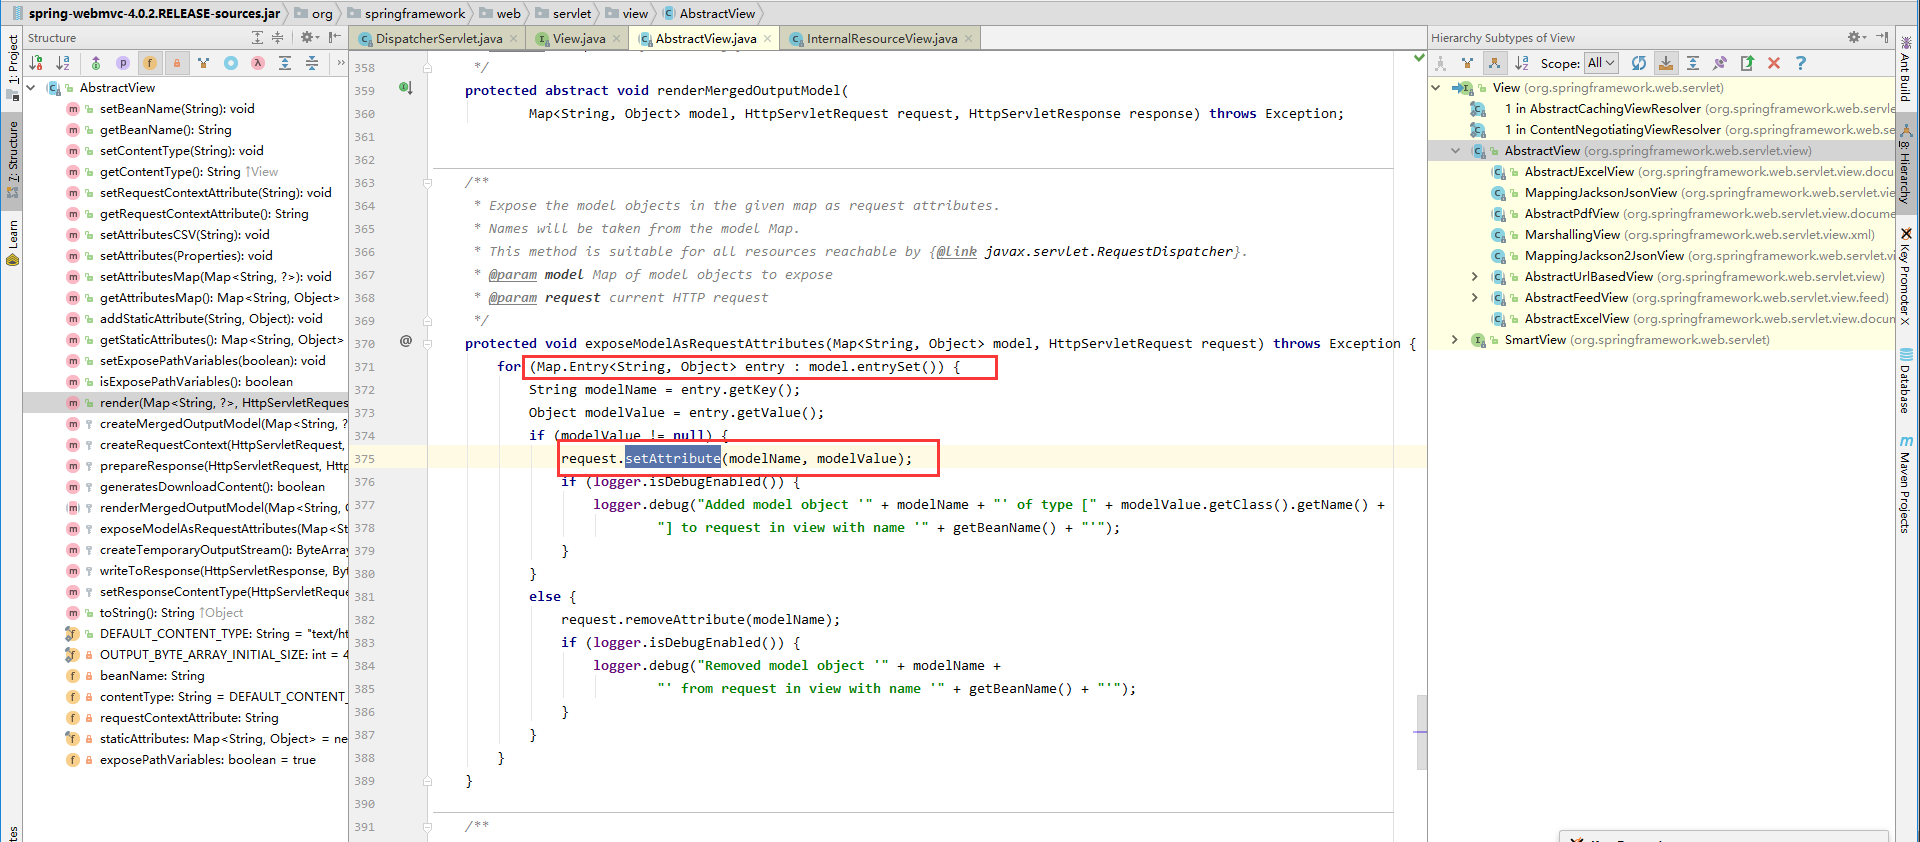 spring-webmvc-4.0.2.RELEASE-sources.jar org springframework web servlet view AbstractView
1: Project
7: Structure
Learn
Structure
AbstractView
setBeanName(String): void
getBeanName(): String
setContentType(String): void
getContentType(): String ↑View
setRequestContextAttribute(String): void
getRequestContextAttribute(): String
setAttributesCSV(String): void
setAttributes(Properties): void
setAttributesMap(Map<String, ?>): void
getAttributesMap(): Map<String, Object>
addStaticAttribute(String, Object): void
getStaticAttributes(): Map<String, Object>
setExposePathVariables(boolean): void
isExposePathVariables(): boolean
render(Map<String, ?>, HttpServletReques
createMergedOutputModel(Map<String, ?
createRequestContext(HttpServletRequest,
prepareResponse(HttpServletRequest, Htt
generatesDownloadContent(): boolean
renderMergedOutputModel(Map<String, O
exposeModelAsRequestAttributes(Map<St
createTemporaryOutputStream(): ByteArray
writeToResponse(HttpServletResponse, Byt
setResponseContentType(HttpServletReque
toString(): String ↑Object
DEFAULT_CONTENT_TYPE: String = "text/ht
OUTPUT_BYTE_ARRAY_INITIAL_SIZE: int = 4
beanName: String
contentType: String = DEFAULT_CONTENT_
requestContextAttribute: String
staticAttributes: Map<String, Object> = ne
exposePathVariables: boolean = true
DispatcherServlet.java View.java AbstractView.java InternalResourceView.java
358 */
359 protected abstract void renderMergedOutputModel(
360 Map<String, Object> model, HttpServletRequest request, HttpServletResponse response) throws Exception;
361
362
363 /**
364 * Expose the model objects in the given map as request attributes.
365 * Names will be taken from the model Map.
366 * This method is suitable for all resources reachable by {@link javax.servlet.RequestDispatcher}.
367 * @param model Map of model objects to expose
368 * @param request current HTTP request
369 */
370 @ protected void exposeModelAsRequestAttributes(Map<String, Object> model, HttpServletRequest request) throws Exception {
371 for (Map.Entry<String, Object> entry : model.entrySet()) {
372 String modelName = entry.getKey();
373 Object modelValue = entry.getValue();
374 if (modelValue != null) {
375 request.setAttribute(modelName, modelValue);
376 if (logger.isDebugEnabled()) {
377 logger.debug("Added model object '" + modelName + "' of type [" + modelValue.getClass().getName() +
378 "] to request in view with name '" + getBeanName() + "'");
379 }
380 }
381 else {
382 request.removeAttribute(modelName);
383 if (logger.isDebugEnabled()) {
384 logger.debug("Removed model object '" + modelName +
385 "' from request in view with name '" + getBeanName() + "'");
386 }
387 }
388 }
389 }
390
391 /**
Hierarchy Subtypes of View
Scope: All
View (org.springframework.web.servlet)
1 in AbstractCachingViewResolver (org.springframework.web.servl
1 in ContentNegotiatingViewResolver (org.springframework.web.se
AbstractView (org.springframework.web.servlet.view)
AbstractJExcelView (org.springframework.web.servlet.view.docu
MappingJacksonJsonView (org.springframework.web.servlet.vie
AbstractPdfView (org.springframework.web.servlet.view.docume
MarshallingView (org.springframework.web.servlet.view.xml)
MappingJackson2JsonView (org.springframework.web.servlet.v
AbstractUrlBasedView (org.springframework.web.servlet.view)
AbstractFeedView (org.springframework.web.servlet.view.feed)
AbstractExcelView (org.springframework.web.servlet.view.docun
SmartView (org.springframework.web.servlet)
Ant Build
8: Hierarchy
Key Promoter X
Database
Maven Projects